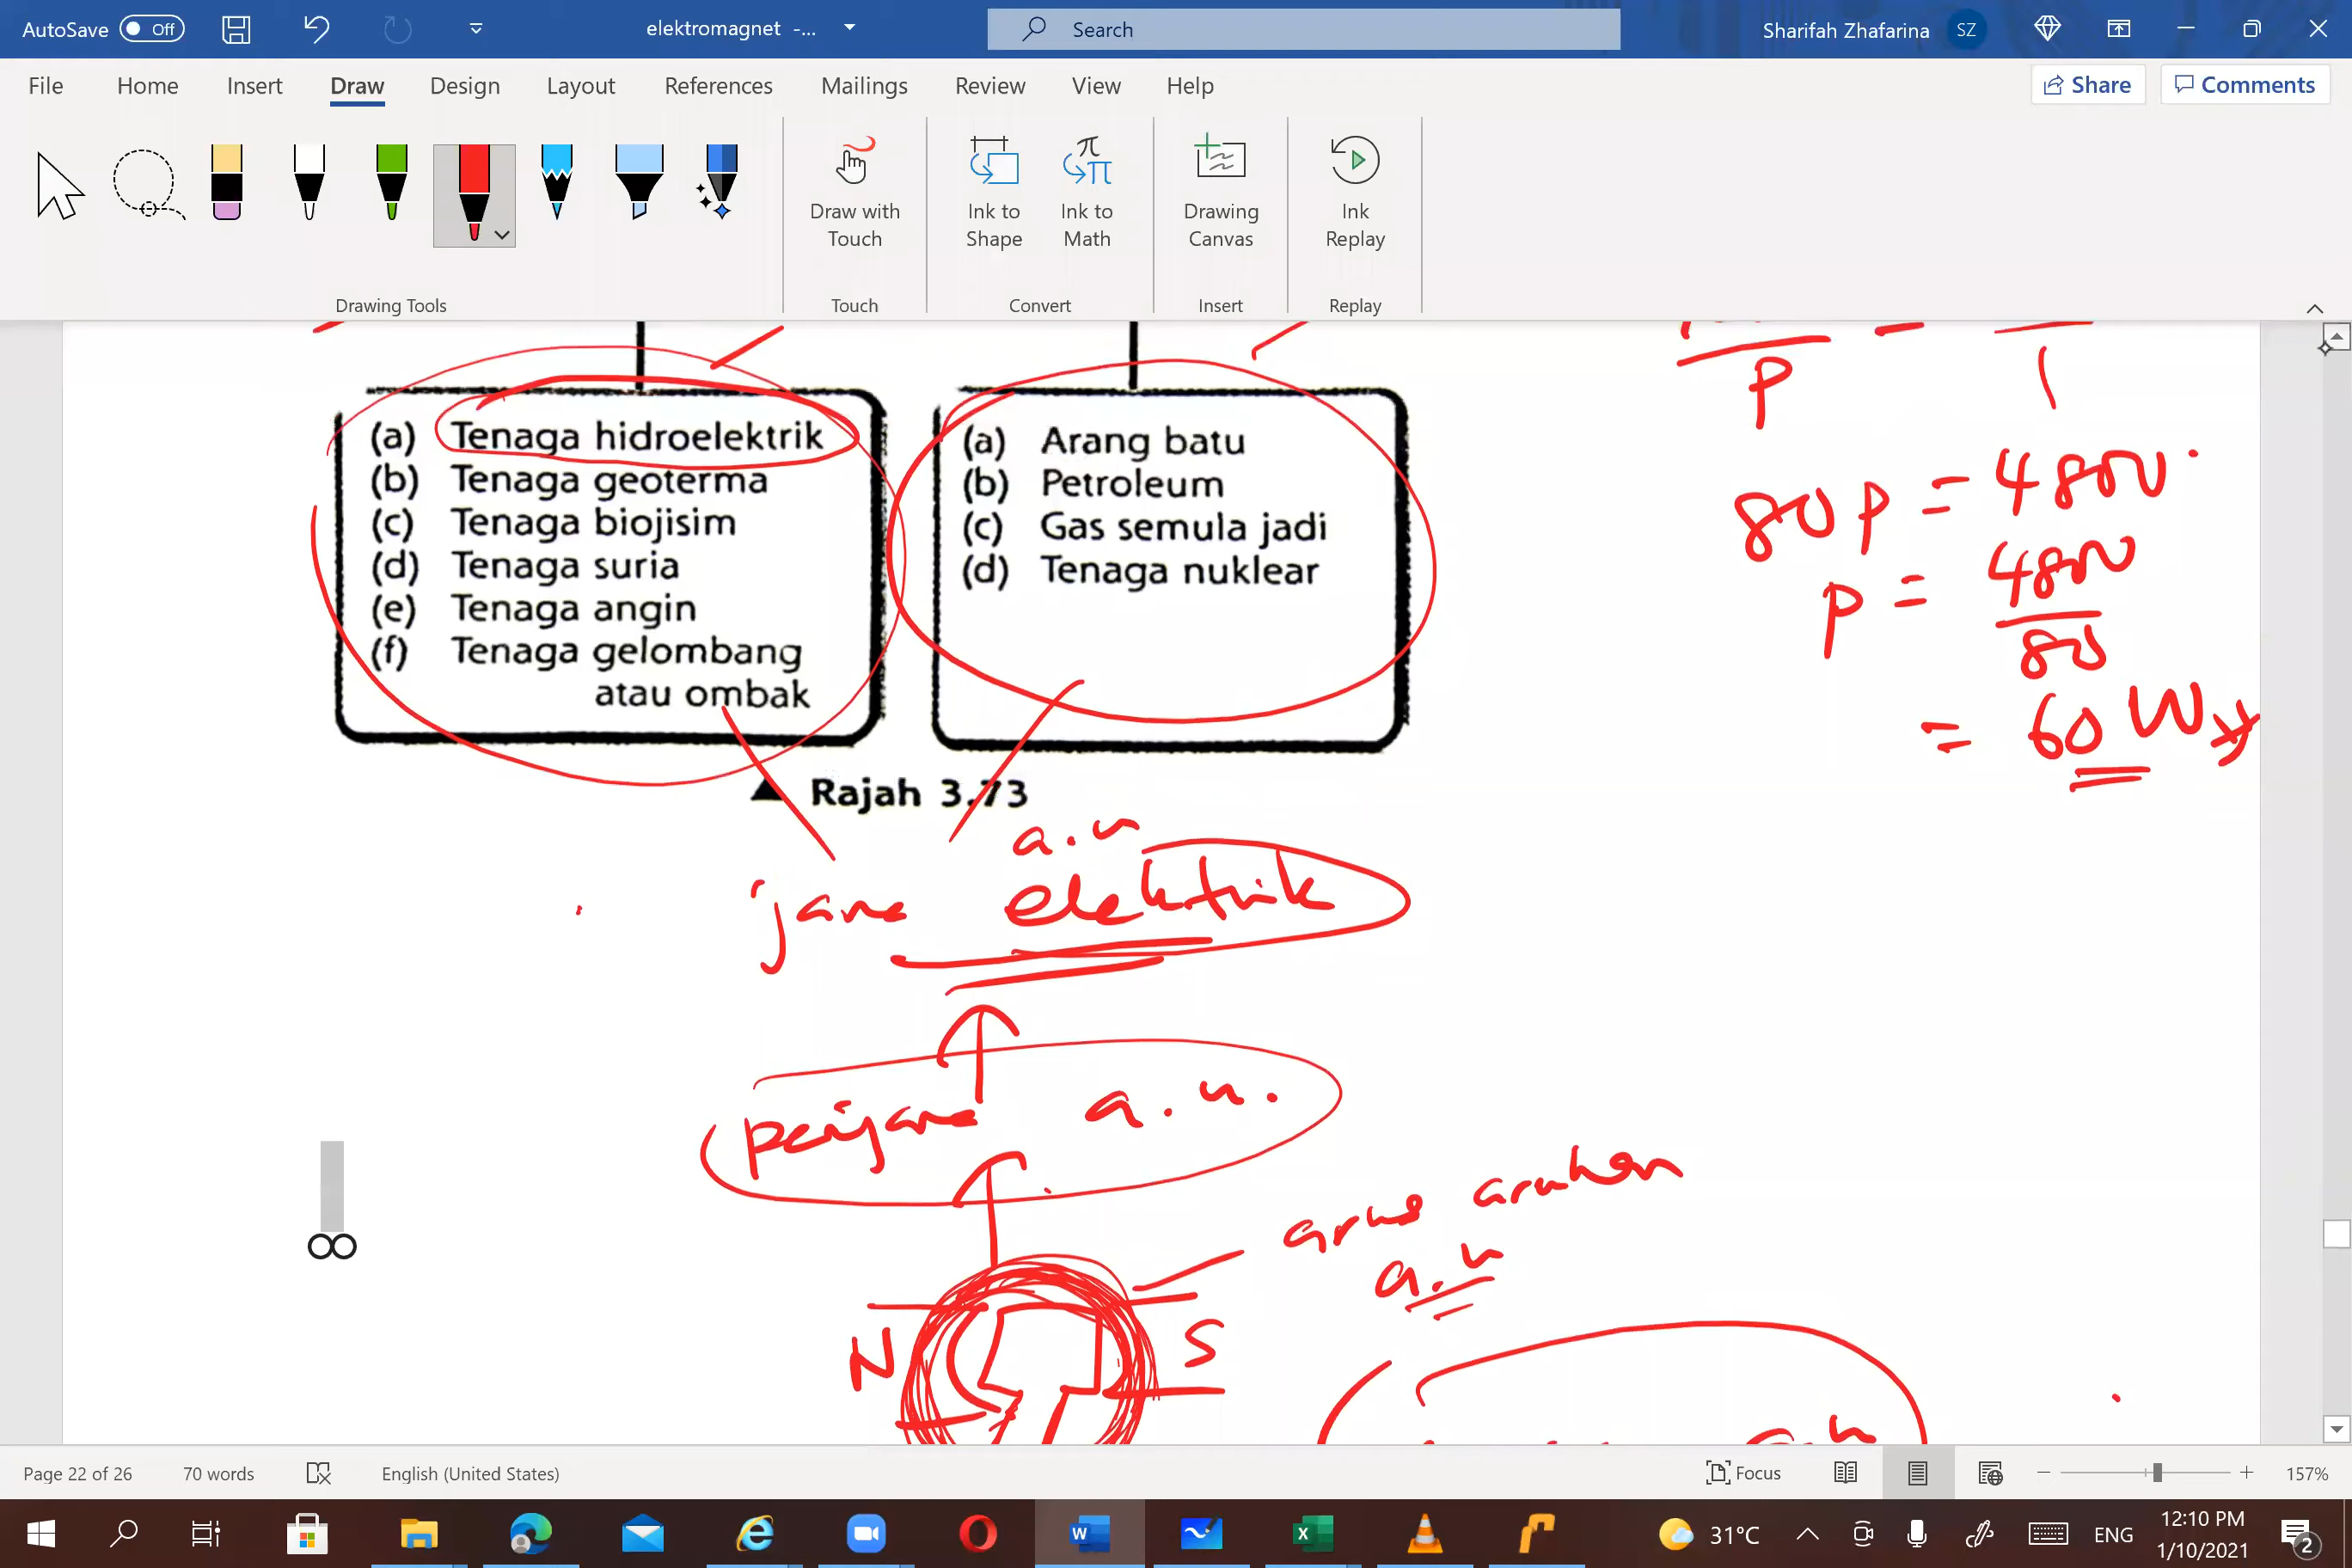 AutoSave Off elektromagnet -... Search Sharifah Zhafarina SZ
File Home Insert Draw Design Layout References Mailings Review View Help Share Comments
Draw with Touch
Ink to Shape
Ink to Math
Drawing Canvas
Ink Replay
Drawing Tools Touch Convert Insert Replay
(a) Tenaga hidroelektrik
(b) Tenaga geoterma
(c) Tenaga biojisim
(d) Tenaga suria
(e) Tenaga angin
(f) Tenaga gelombang
atau ombak
(a) Arang batu
(b) Petroleum
(c) Gas semula jadi
(d) Tenaga nuklear
▲ Rajah 3.73
P = 1
80 P = 4800
P = 4800
80
= 60 W
a.u
jana elektrik
penjana a.u.
arus aruhan
a.u
N S
Page 22 of 26 70 words English (United States) Focus 157%
31°C ENG 12:10 PM
1/10/2021
2